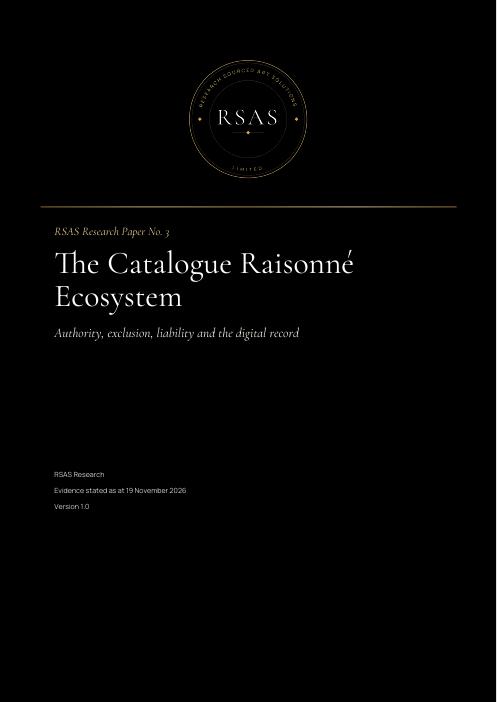 RESEARCH SOURCED ART SOLUTIONS
RSAS
LIMITED
RSAS Research Paper No. 3
The Catalogue Raisonné
Ecosystem
Authority, exclusion, liability and the digital record
RSAS Research
Evidence stated as at 19 November 2026
Version 1.0